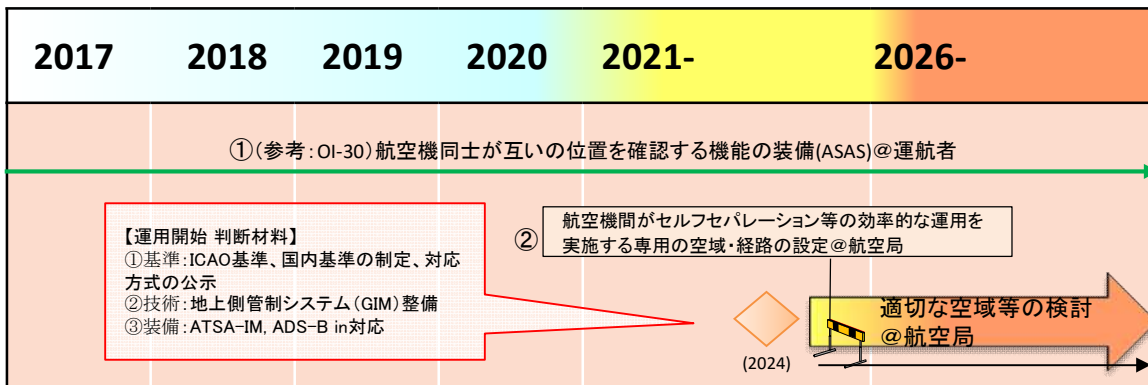 2017 2018 2019 2020 2021- 2026-
①(参考:OI-30)航空機同士が互いの位置を確認する機能の装備(ASAS)@運航者
【運用開始 判断材料】
①基準:ICAO基準、国内基準の制定、対応
方式の公示
②技術:地上側管制システム(GIM)整備
③装備:ATSA-IM, ADS-B in対応
②
航空機間がセルフセパレーション等の効率的な運用を
実施する専用の空域・経路の設定@航空局
(2024)
適切な空域等の検討
@航空局